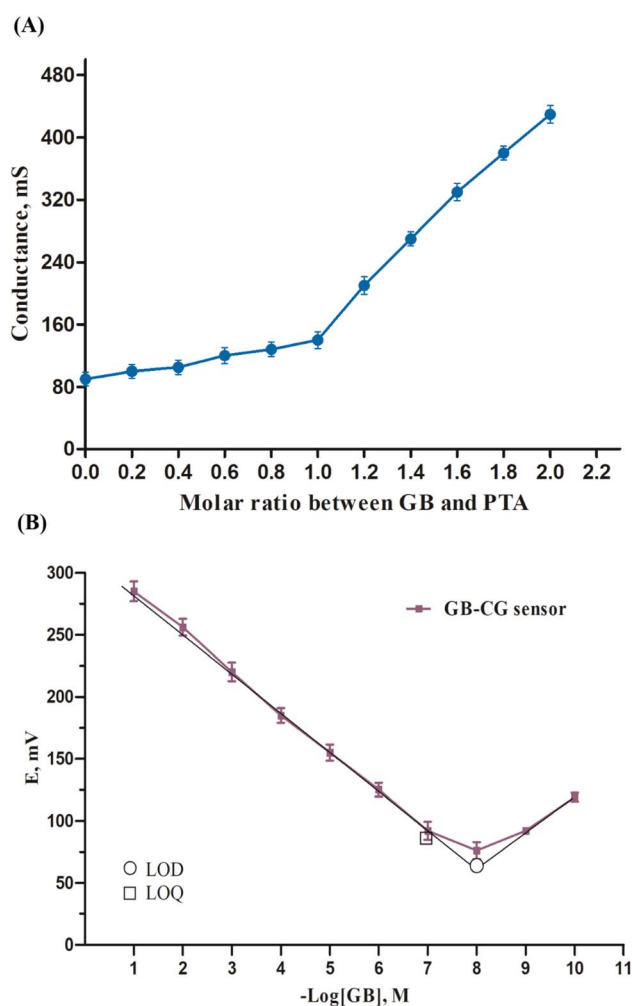 (A)
480
400
320
240
160
80
0
Conductance, mS
0.0 0.2 0.4 0.6 0.8 1.0 1.2 1.4 1.6 1.8 2.0 2.2
Molar ratio between GB and PTA
(B)
300
250
200
150
100
50
0
E, mV
GB-CG sensor
LOD
LOQ
1 2 3 4 5 6 7 8 9 10 11
-Log[GB], M